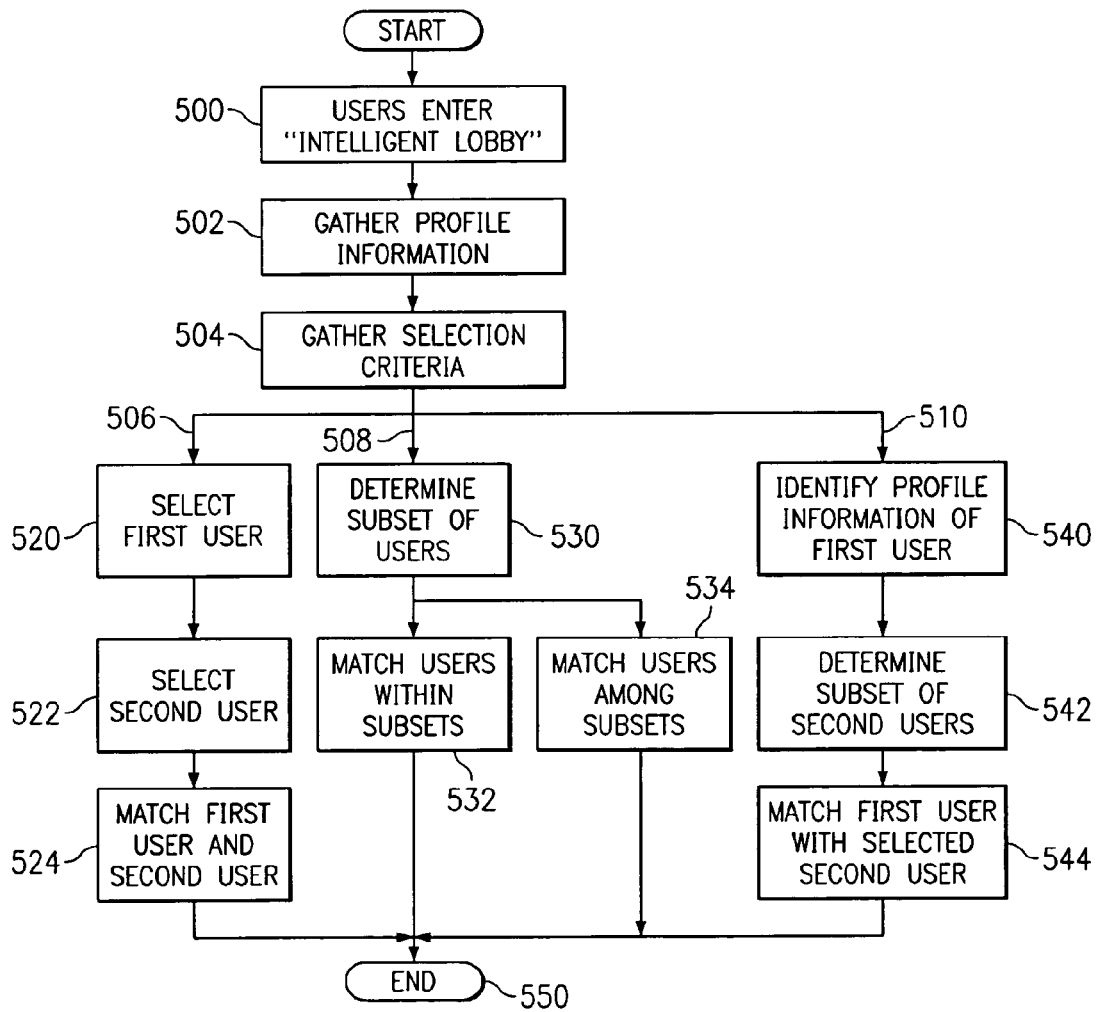 START
500
USERS ENTER
"INTELLIGENT LOBBY"
502
GATHER PROFILE
INFORMATION
504
GATHER SELECTION
CRITERIA
506
508
510
520
SELECT
FIRST USER
DETERMINE
SUBSET OF
USERS
530
IDENTIFY PROFILE
INFORMATION OF
FIRST USER
540
534
522
SELECT
SECOND USER
MATCH USERS
WITHIN
SUBSETS
532
MATCH USERS
AMONG
SUBSETS
DETERMINE
SUBSET OF
SECOND USERS
542
524
MATCH FIRST
USER AND
SECOND USER
MATCH FIRST USER
WITH SELECTED
SECOND USER
544
END
550